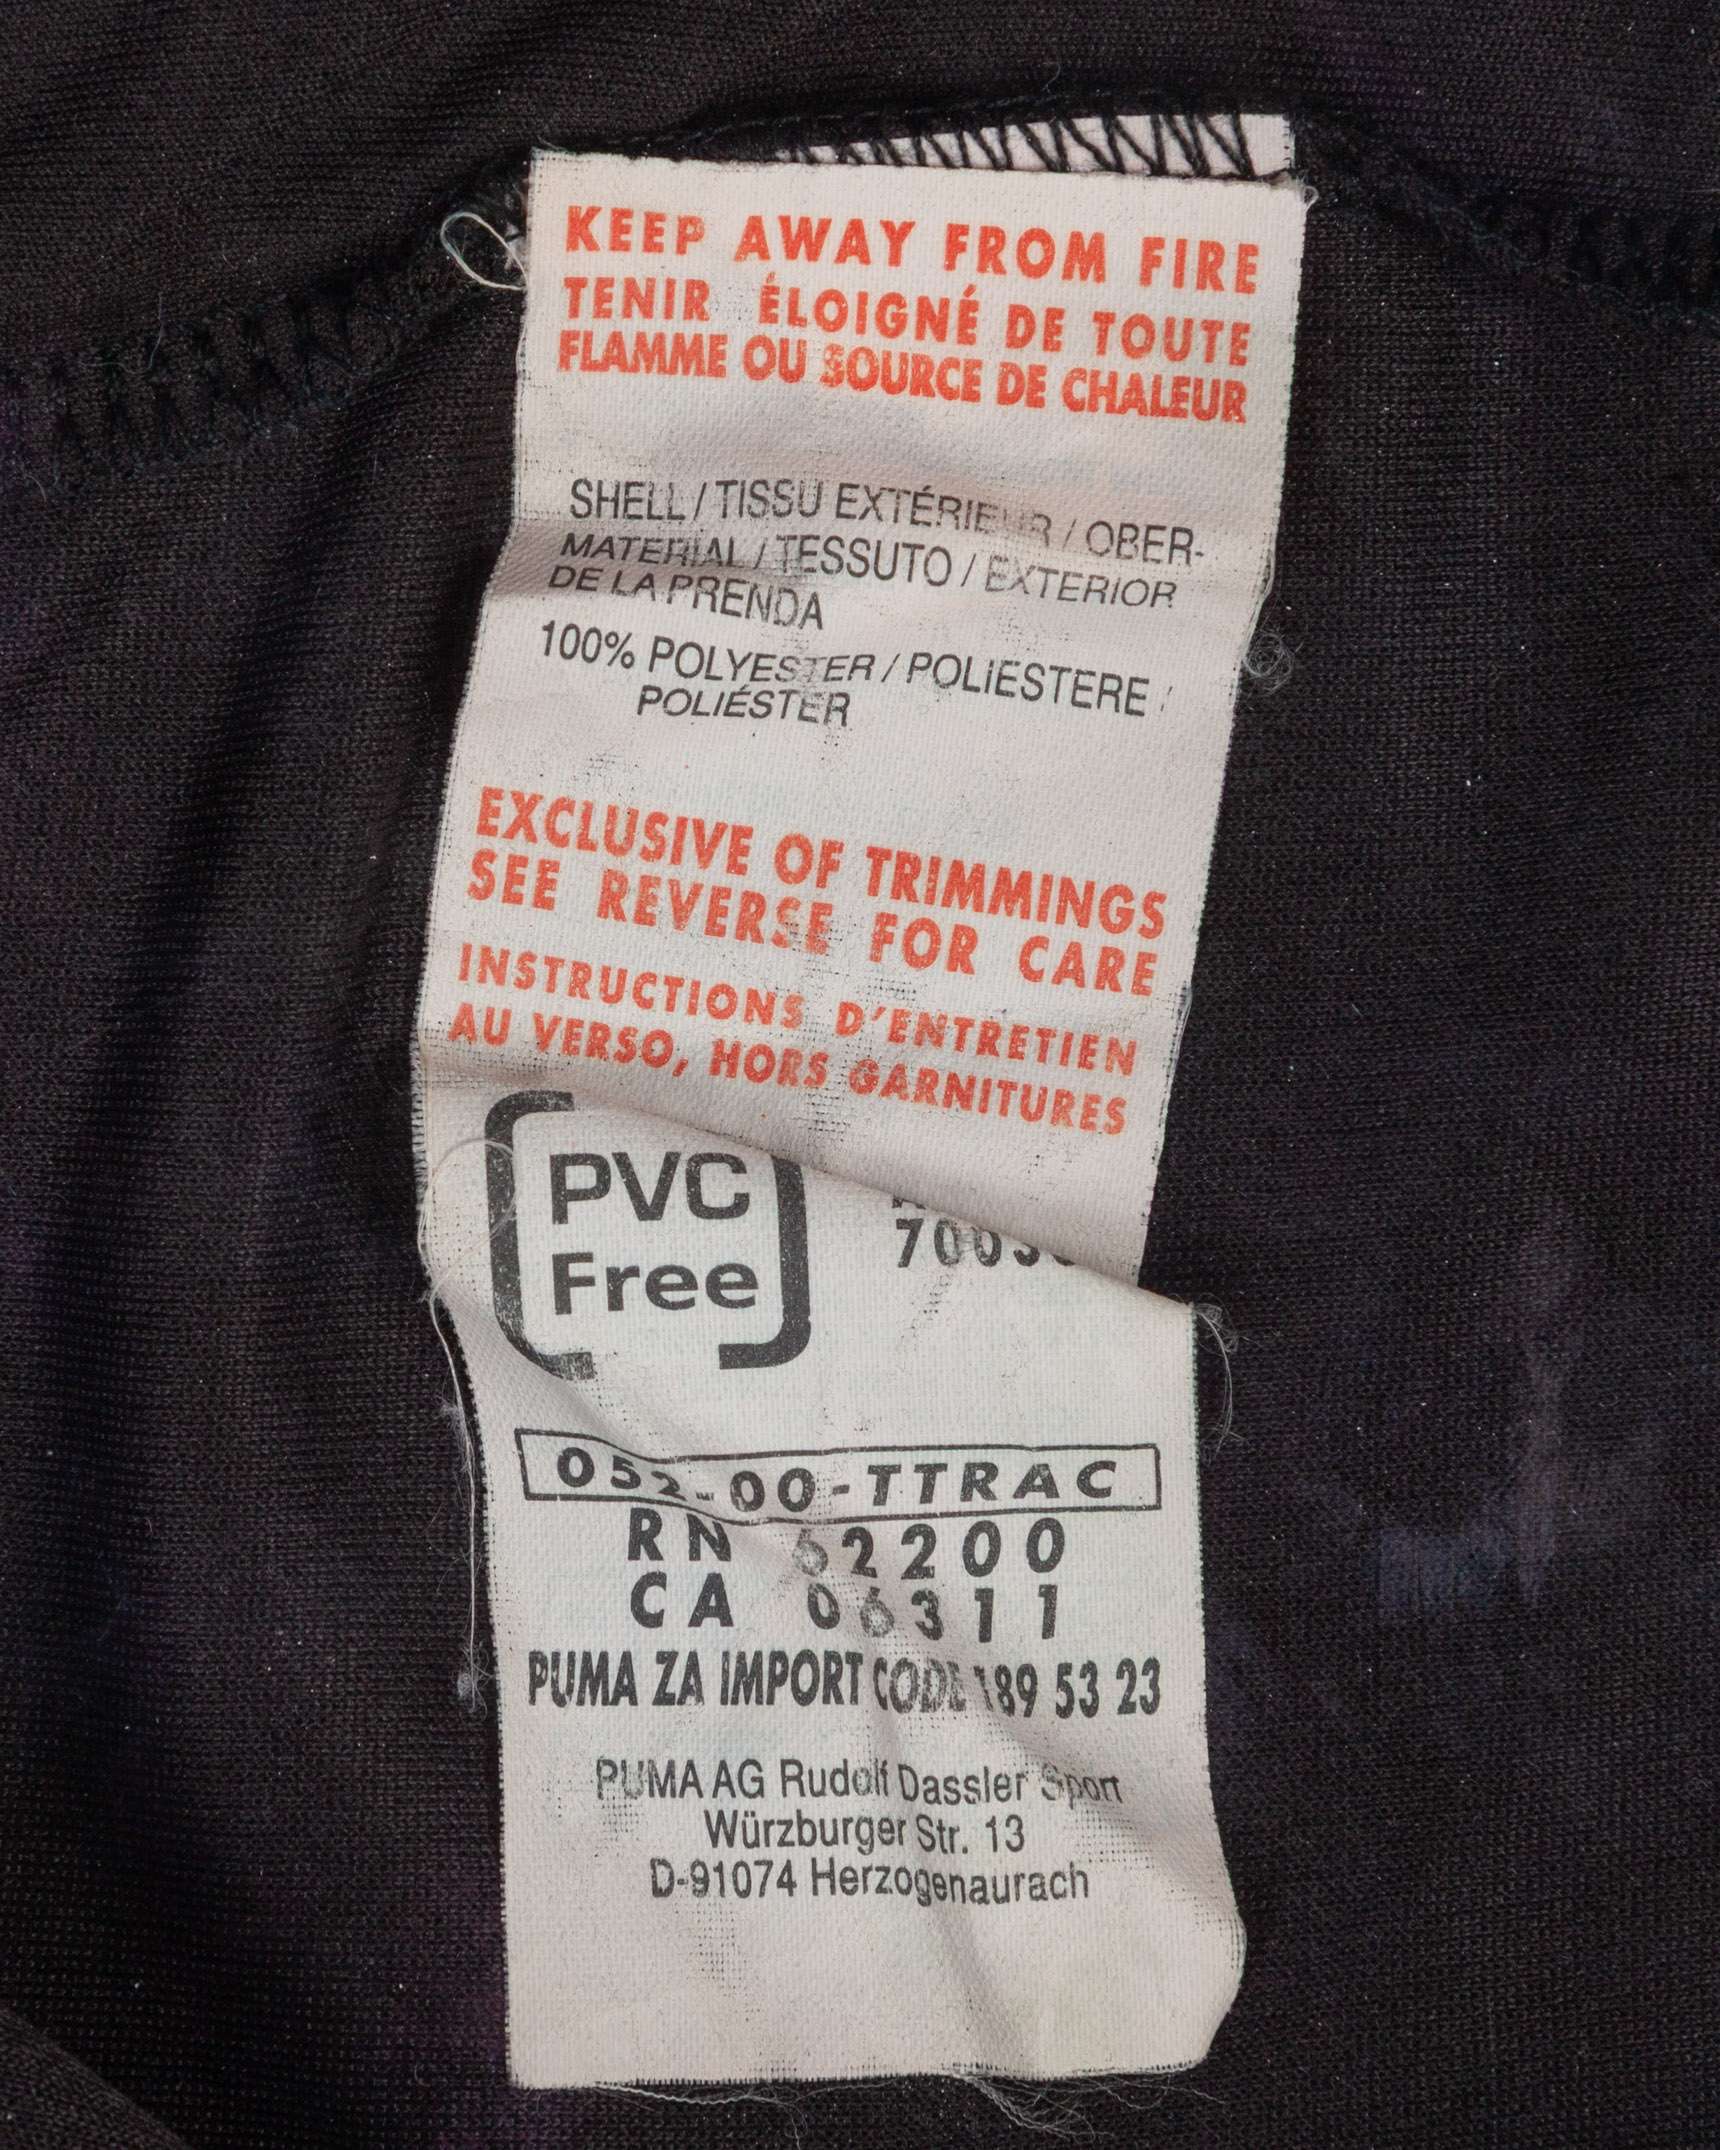 KEEP AWAY FROM FIRE
TENIR ÉLOIGNÉ DE TOUTE
FLAMME OU SOURCE DE CHALEUR
SHELL / TISSU EXTÉRIEUR / OBER-
MATERIAL / TESSUTO / EXTERIOR
DE LA PRENDA
100% POLYESTER / POLIESTERE /
POLIÉSTER
EXCLUSIVE OF TRIMMINGS
SEE REVERSE FOR CARE
INSTRUCTIONS D'ENTRETIEN
AU VERSO, HORS GARNITURES
PVC
Free
052-00-TTRAC
RN 62200
CA 06311
PUMA ZA IMPORT CODE 189 53 23
PUMA AG Rudolf Dassler Sport
Würzburger Str. 13
D-91074 Herzogenaurach